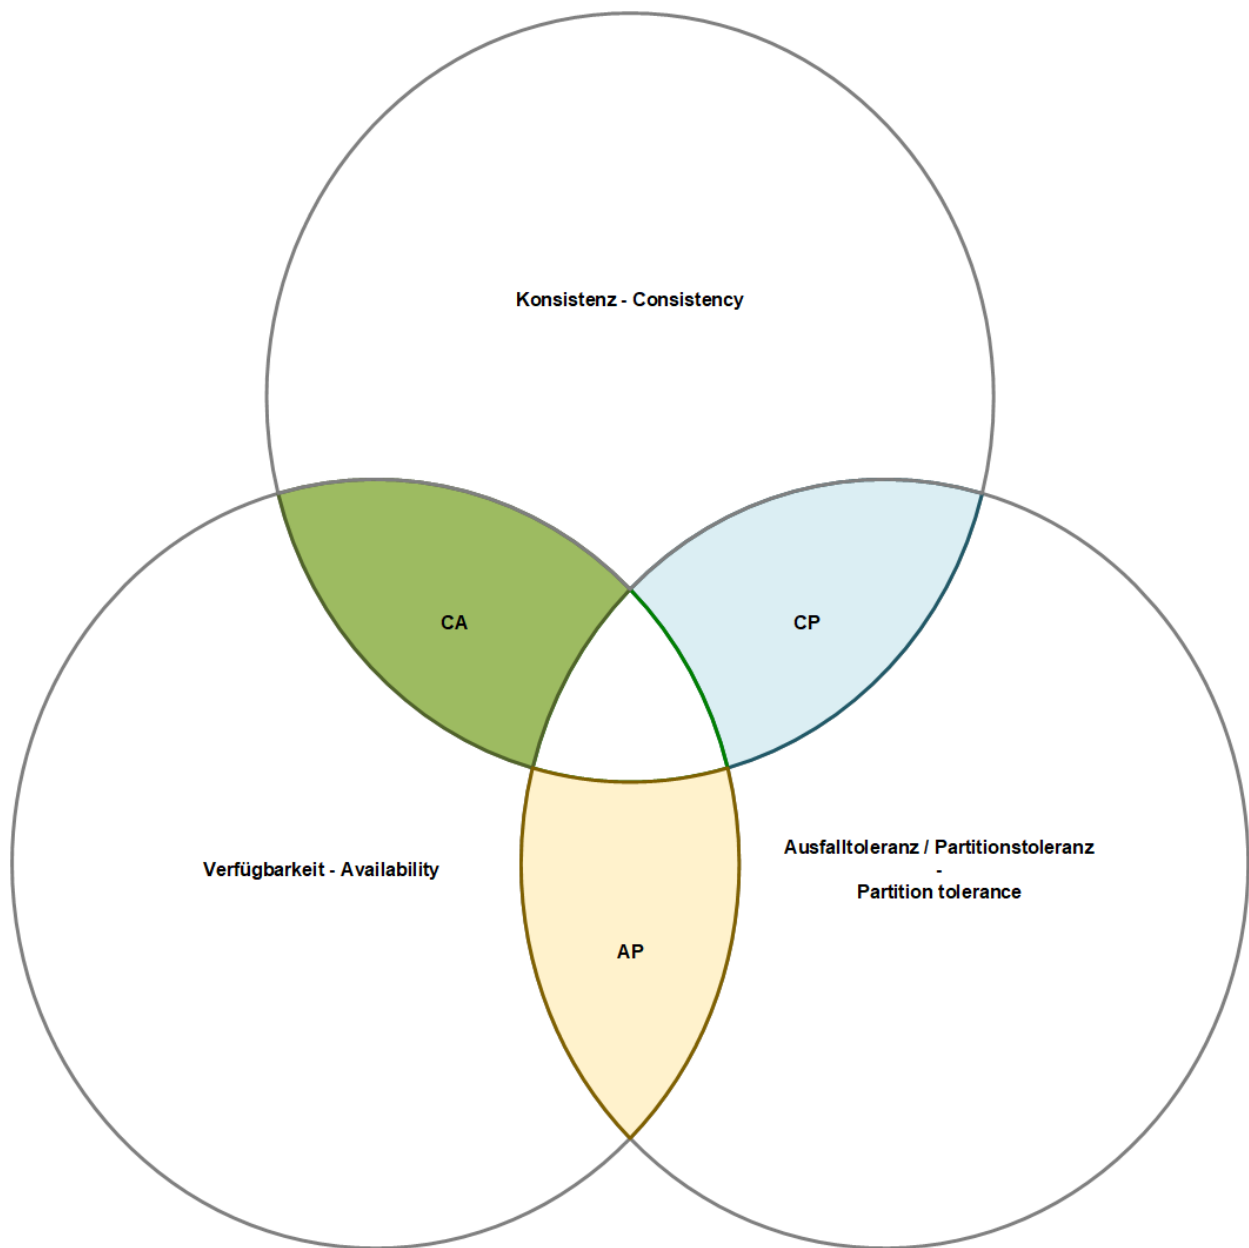 Konsistenz - Consistency
CA
CP
Verfügbarkeit - Availability
Ausfalltoleranz / Partitionstoleranz
-
Partition tolerance
AP